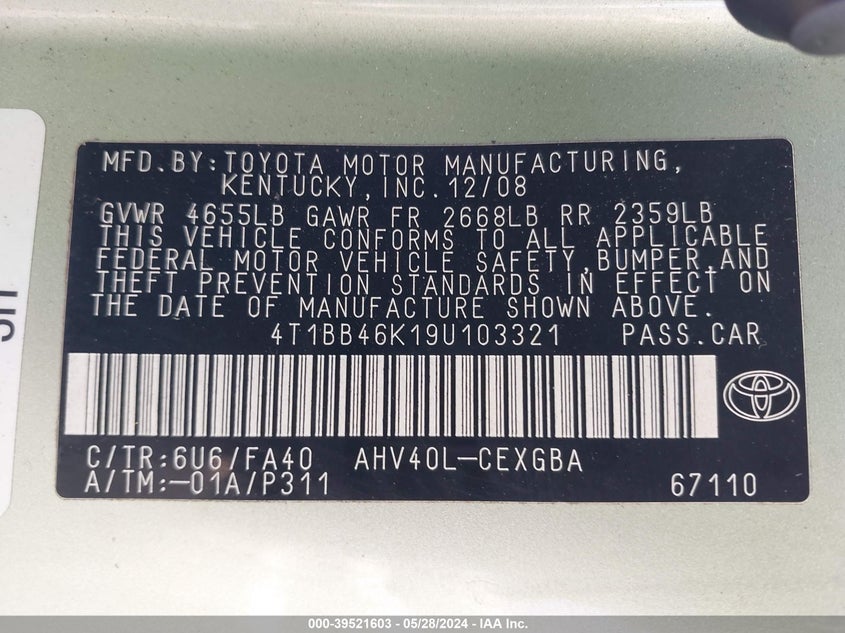 MFD.BY:TOYOTA MOTOR MANUFACTURING,
KENTUCKY,INC.12/08
GVWR 4655LB GAWR FR 2668LB RR 2359LB
THIS VEHICLE CONFORMS TO ALL APPLICABLE
FEDERAL MOTOR VEHICLE SAFETY,BUMPER,AND
THEFT PREVENTION STANDARDS IN EFFECT ON
THE DATE OF MANUFACTURE SHOWN ABOVE.
4T1BB46K19U103321 PASS.CAR
C/TR:6U6/FA40 AHV40L-CEXGBA
A/TM:-01A/P311 67110
000-39521603 - 05/28/2024 - IAA Inc.